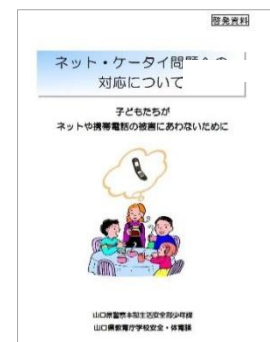 啓発資料
ネット・ケータイ問題への
対応について
子どもたちが
ネットや携帯電話の被害にあわないために
山口県警察本部生活安全部少年課
山口県教育庁学校安全・体育課